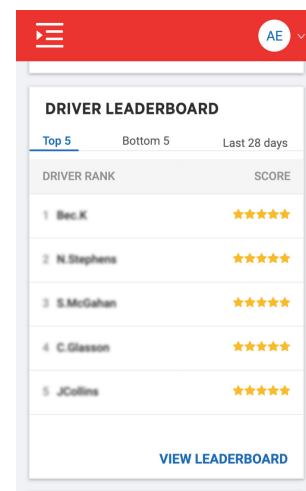 AE
DRIVER LEADERBOARD
Top 5 Bottom 5 Last 28 days
DRIVER RANK SCORE
1 Bec.K
2 N.Stephens
3 S.McGahan
4 C.Glasson
5 JCollins
VIEW LEADERBOARD